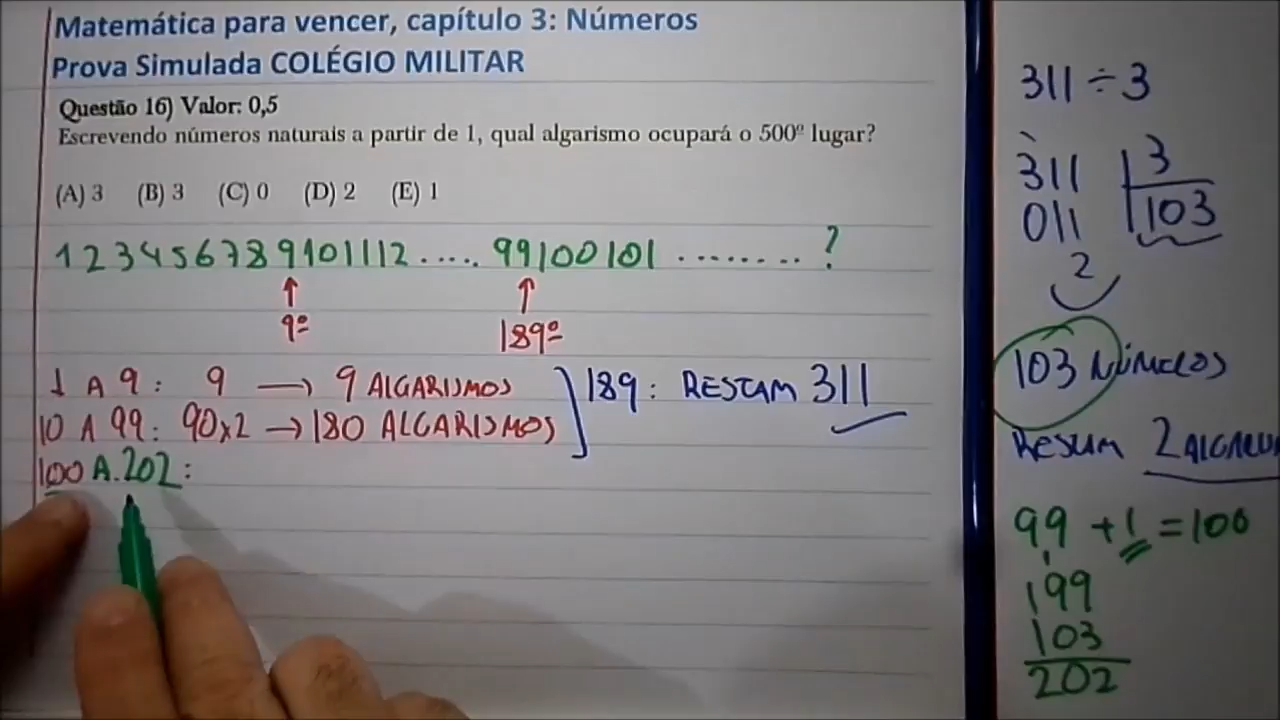 Matemática para vencer, capítulo 3: Números
Prova Simulada COLÉGIO MILITAR
Questão 16) Valor: 0,5
Escrevendo números naturais a partir de 1, qual algarismo ocupará o 500º lugar?
(A) 3 (B) 3 (C) 0 (D) 2 (E) 1
1 2 3 4 5 6 7 8 9 10 11 12 ..... 99 100 101 ........ ?
9º 189º
1 A 9: 9 → 9 ALGARISMOS
10 A 99: 90x2 → 180 ALGARISMOS
189: RESTAM 311
100 A 202:
311 ÷ 3
311 3
011 103
2
103 NÚMEROS
RESTAM 2
99 + 1 = 100
199
103
202